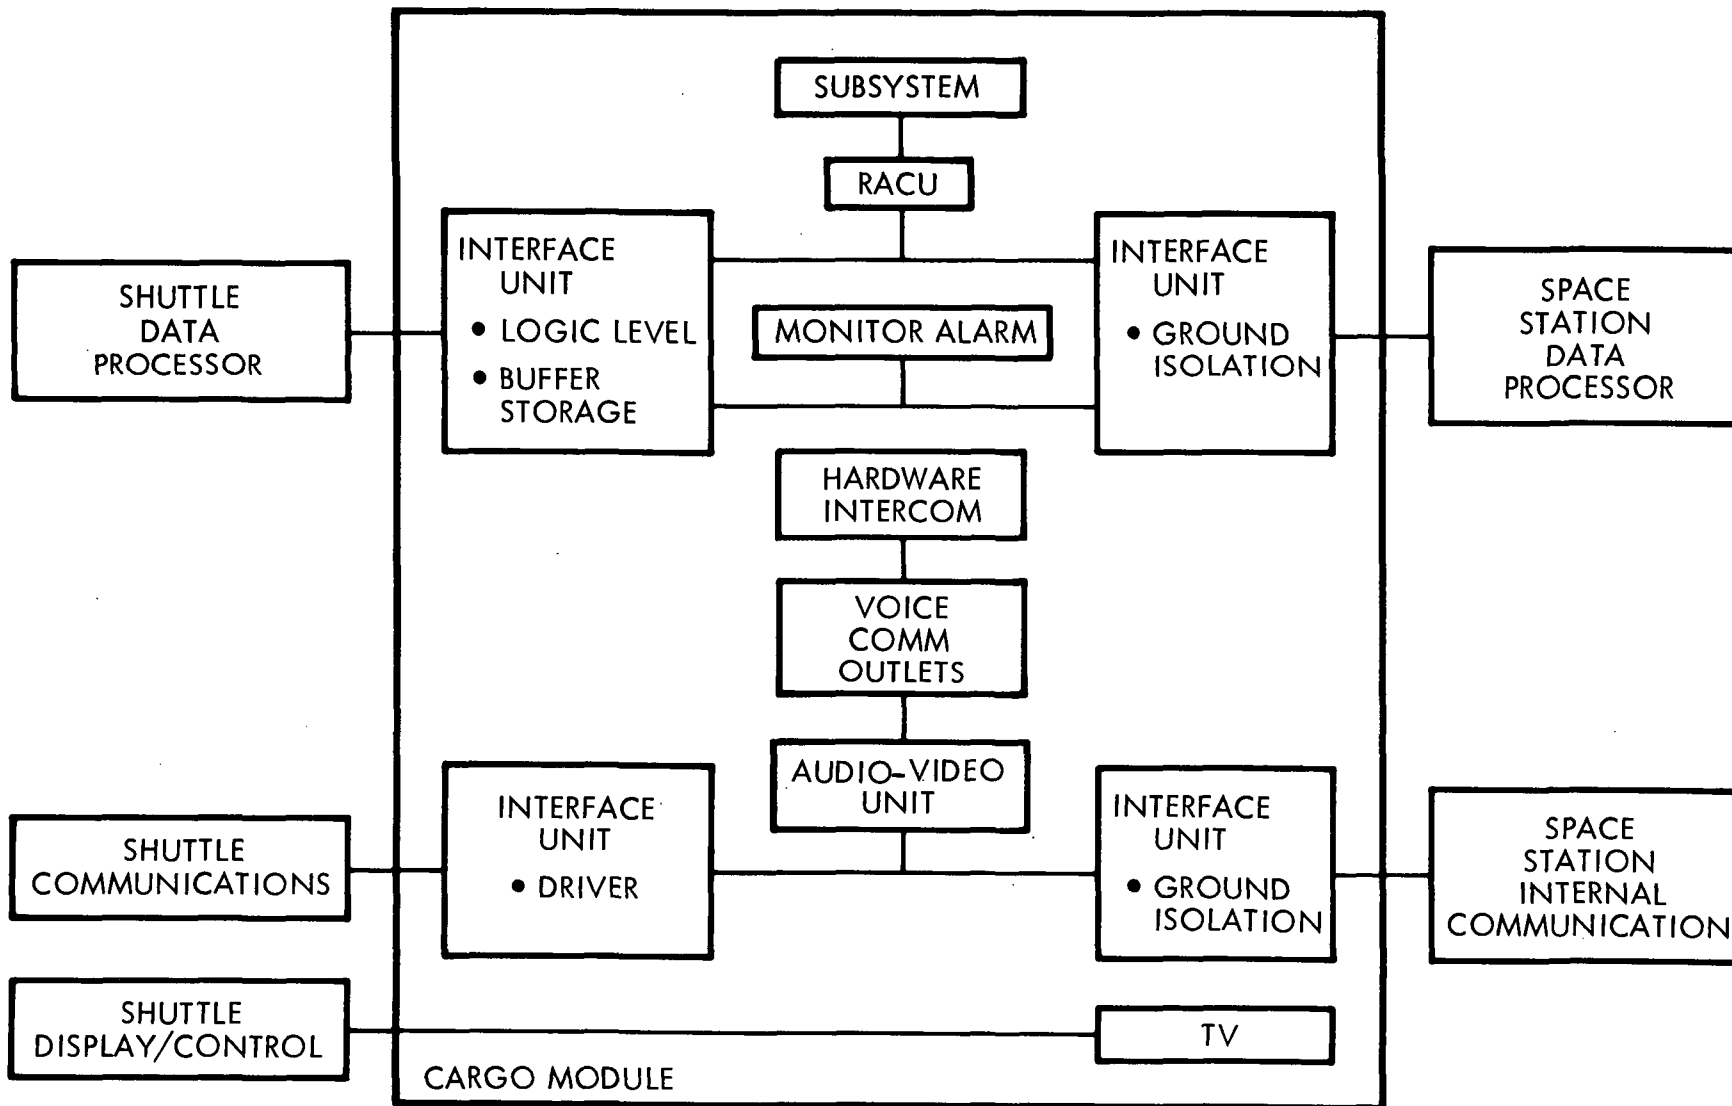 SUBSYSTEM
RACU
INTERFACE
UNIT
• LOGIC LEVEL
• BUFFER
STORAGE
MONITOR ALARM
INTERFACE
UNIT
• GROUND
ISOLATION
SHUTTLE
DATA
PROCESSOR
SPACE
STATION
DATA
PROCESSOR
HARDWARE
INTERCOM
VOICE
COMM
OUTLETS
AUDIO-VIDEO
UNIT
SHUTTLE
COMMUNICATIONS
INTERFACE
UNIT
• DRIVER
INTERFACE
UNIT
• GROUND
ISOLATION
SPACE
STATION
INTERNAL
COMMUNICATION
SHUTTLE
DISPLAY/CONTROL
TV
CARGO MODULE